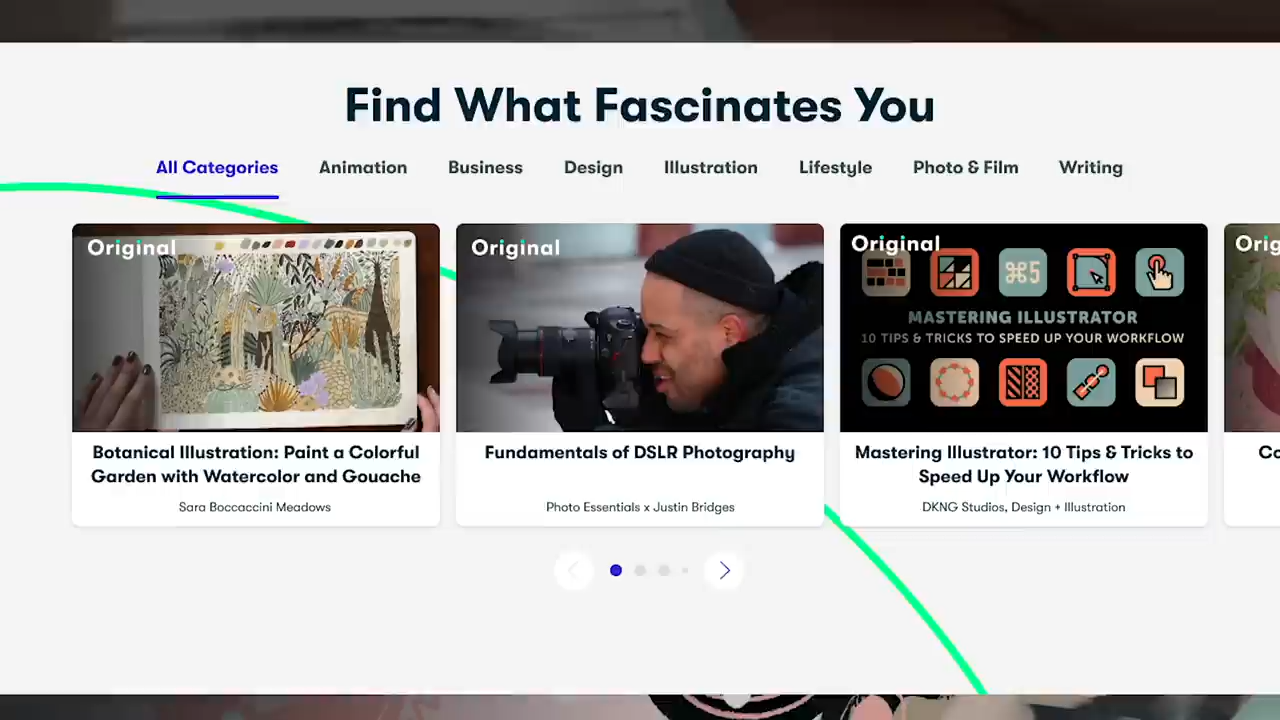 Find What Fascinates You
All Categories Animation Business Design Illustration Lifestyle Photo & Film Writing
Original
Botanical Illustration: Paint a Colorful
Garden with Watercolor and Gouache
Sara Boccaccini Meadows
Original
Fundamentals of DSLR Photography
Photo Essentials x Justin Bridges
Original
⌘5
MASTERING ILLUSTRATOR
10 TIPS & TRICKS TO SPEED UP YOUR WORKFLOW
Mastering Illustrator: 10 Tips & Tricks to
Speed Up Your Workflow
DKNG Studios, Design + Illustration
Orig
Co